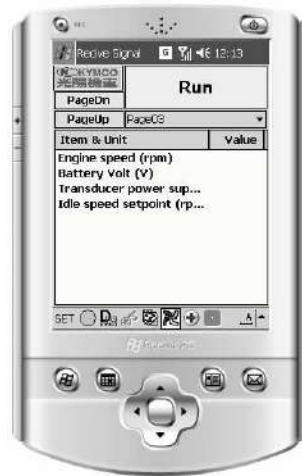 Recive Signal G 12:13
KYMCO
光陽機車
Run
PageDn
PageUp Page03
Item & Unit Value
Engine speed (rpm)
Battery Volt (V)
Transducer power sup...
Idle speed setpoint (rp...
SET